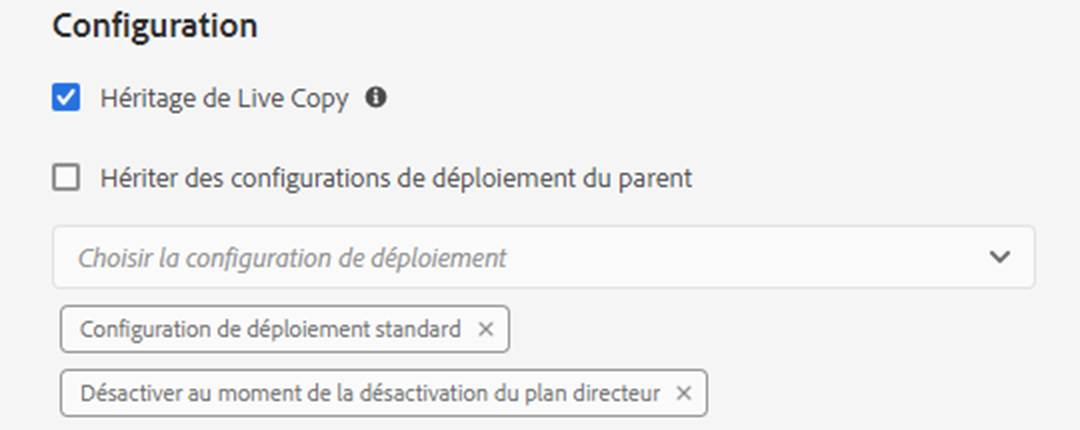 Configuration
Héritage de Live Copy
Hériter des configurations de déploiement du parent
Choisir la configuration de déploiement
Configuration de déploiement standard
Désactiver au moment de la désactivation du plan directeur